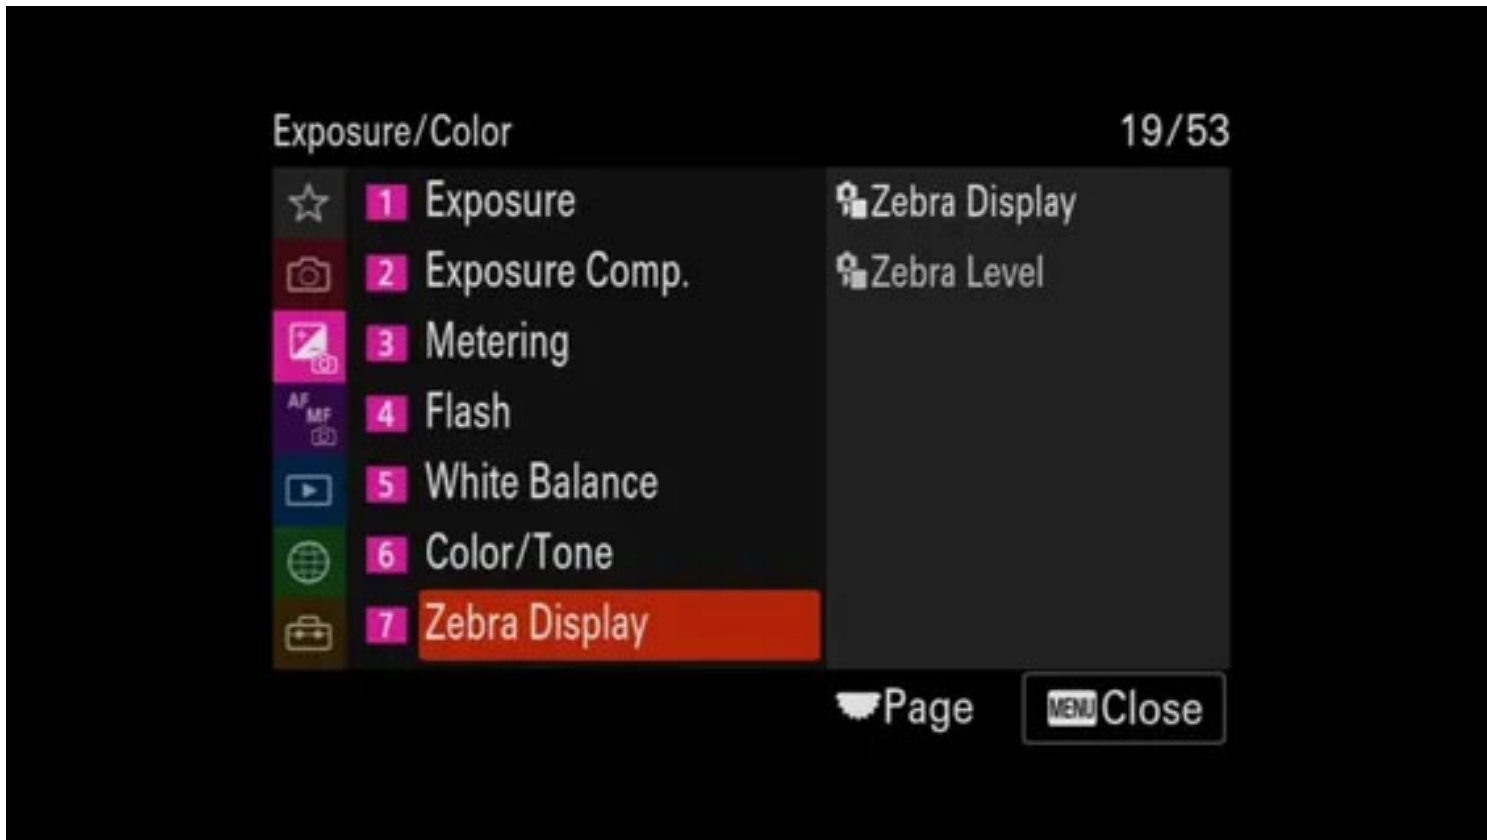 Exposure/Color 19/53
1 Exposure
2 Exposure Comp.
3 Metering
4 Flash
5 White Balance
6 Color/Tone
7 Zebra Display
Zebra Display
Zebra Level
AF MF
Page
MENU Close